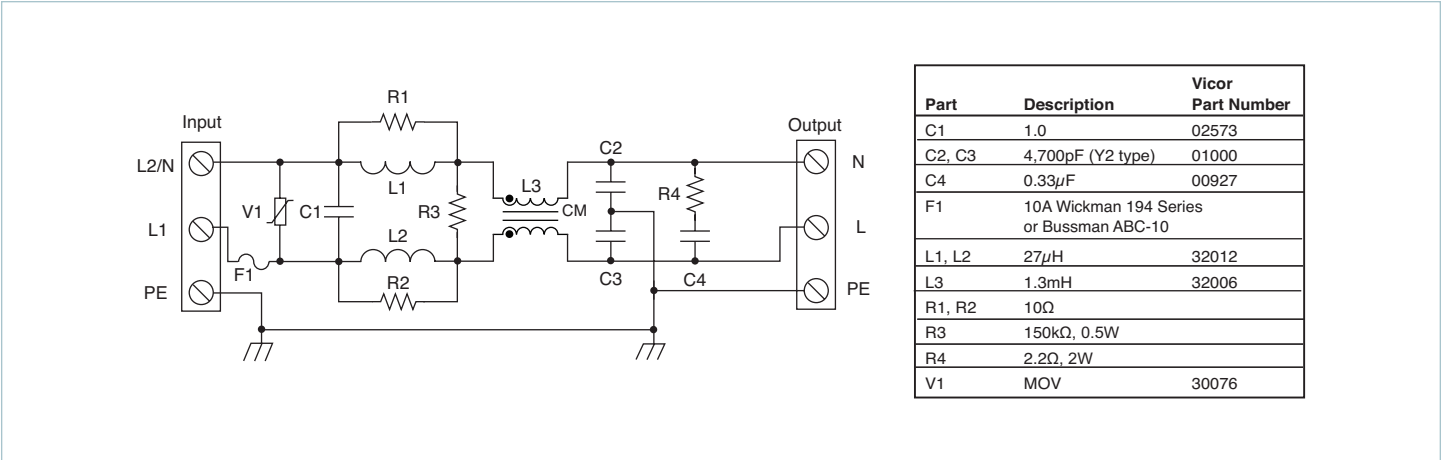 R1
Input
Output
L2/N
L1
PE
V1
C1
F1
L1
R3
L2
R2
L3
CM
C2
R4
C3
C4
N
L
PE
Part Description Vicor Part Number
C1 1.0 02573
C2, C3 4,700pF (Y2 type) 01000
C4 0.33µF 00927
F1 10A Wickman 194 Series
or Bussman ABC-10
L1, L2 27µH 32012
L3 1.3mH 32006
R1, R2 10Ω
R3 150kΩ, 0.5W
R4 2.2Ω, 2W
V1 MOV 30076